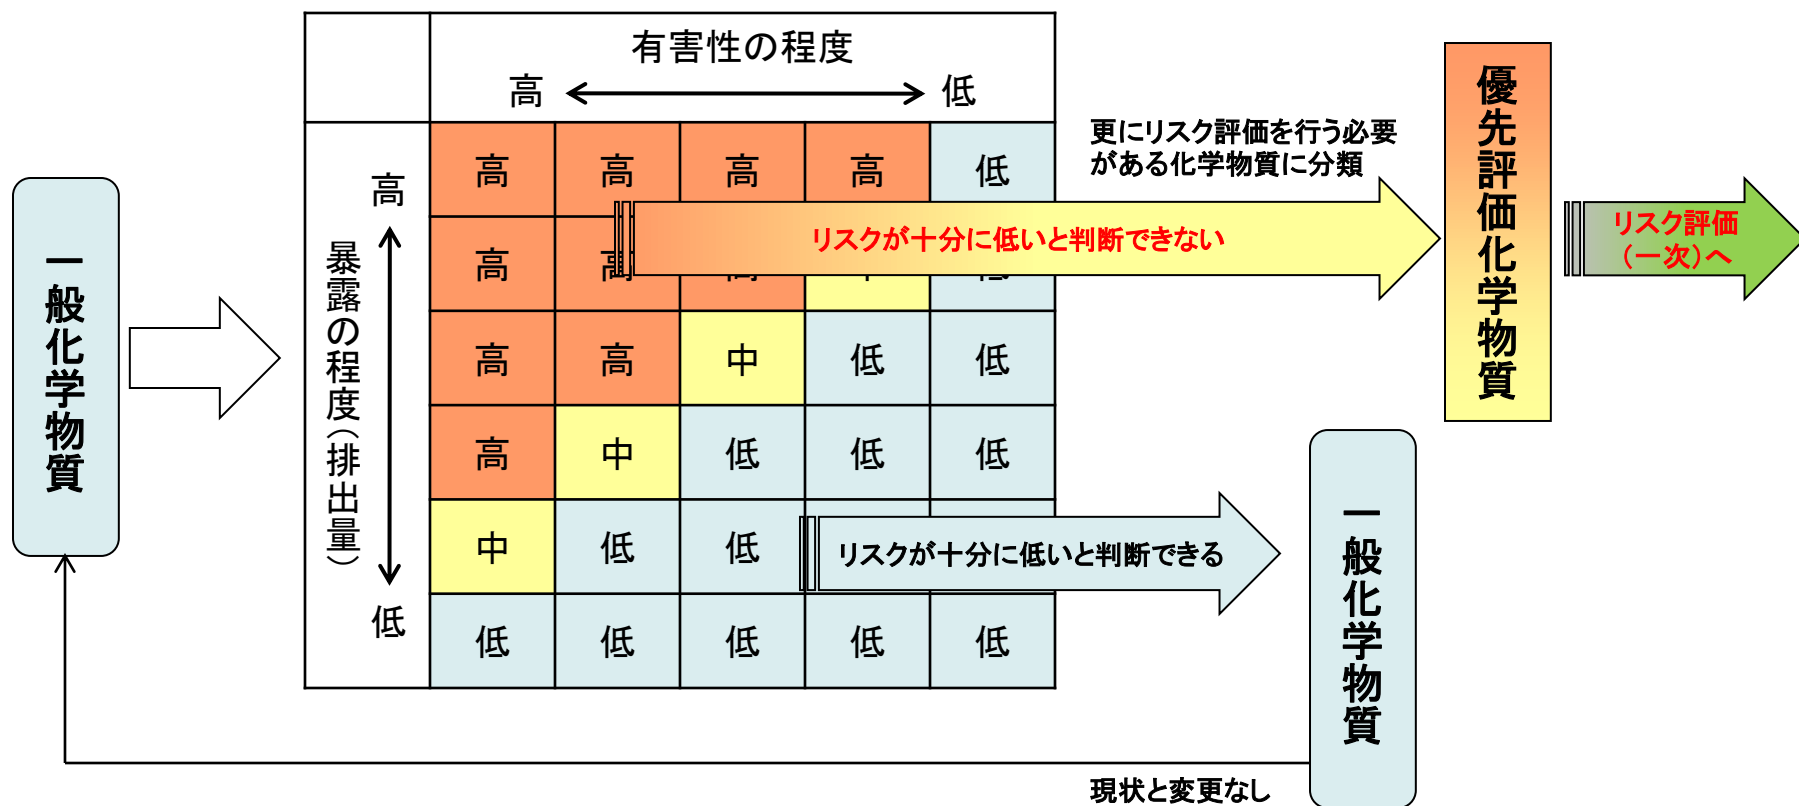 有害性の程度
高 低
一般化学物質
暴露の程度(排出量)
高
低
高 高 高 高 低
高 高
高 高 中 低 低
高 中 低 低 低
中 低 低
低 低 低 低 低
更にリスク評価を行う必要
がある化学物質に分類
リスクが十分に低いと判断できない
優先評価化学物質
リスク評価
(一次)へ
リスクが十分に低いと判断できる
一般化学物質
現状と変更なし